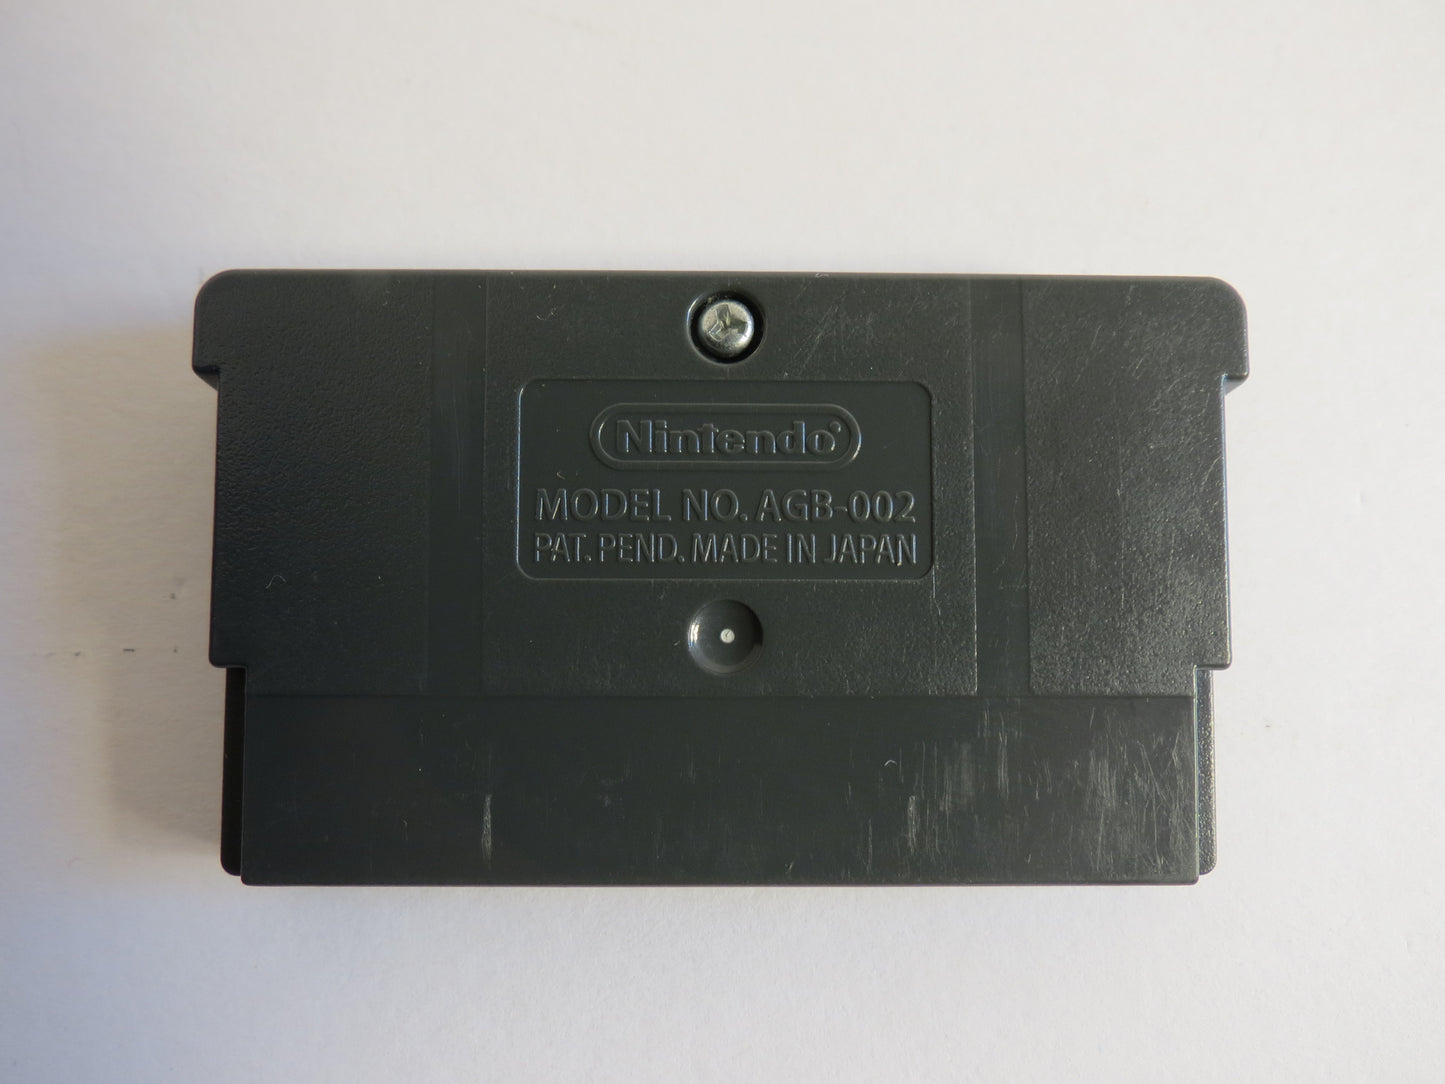 Nintendo
MODEL NO. AGB-002
PAT. PEND. MADE IN JAPAN